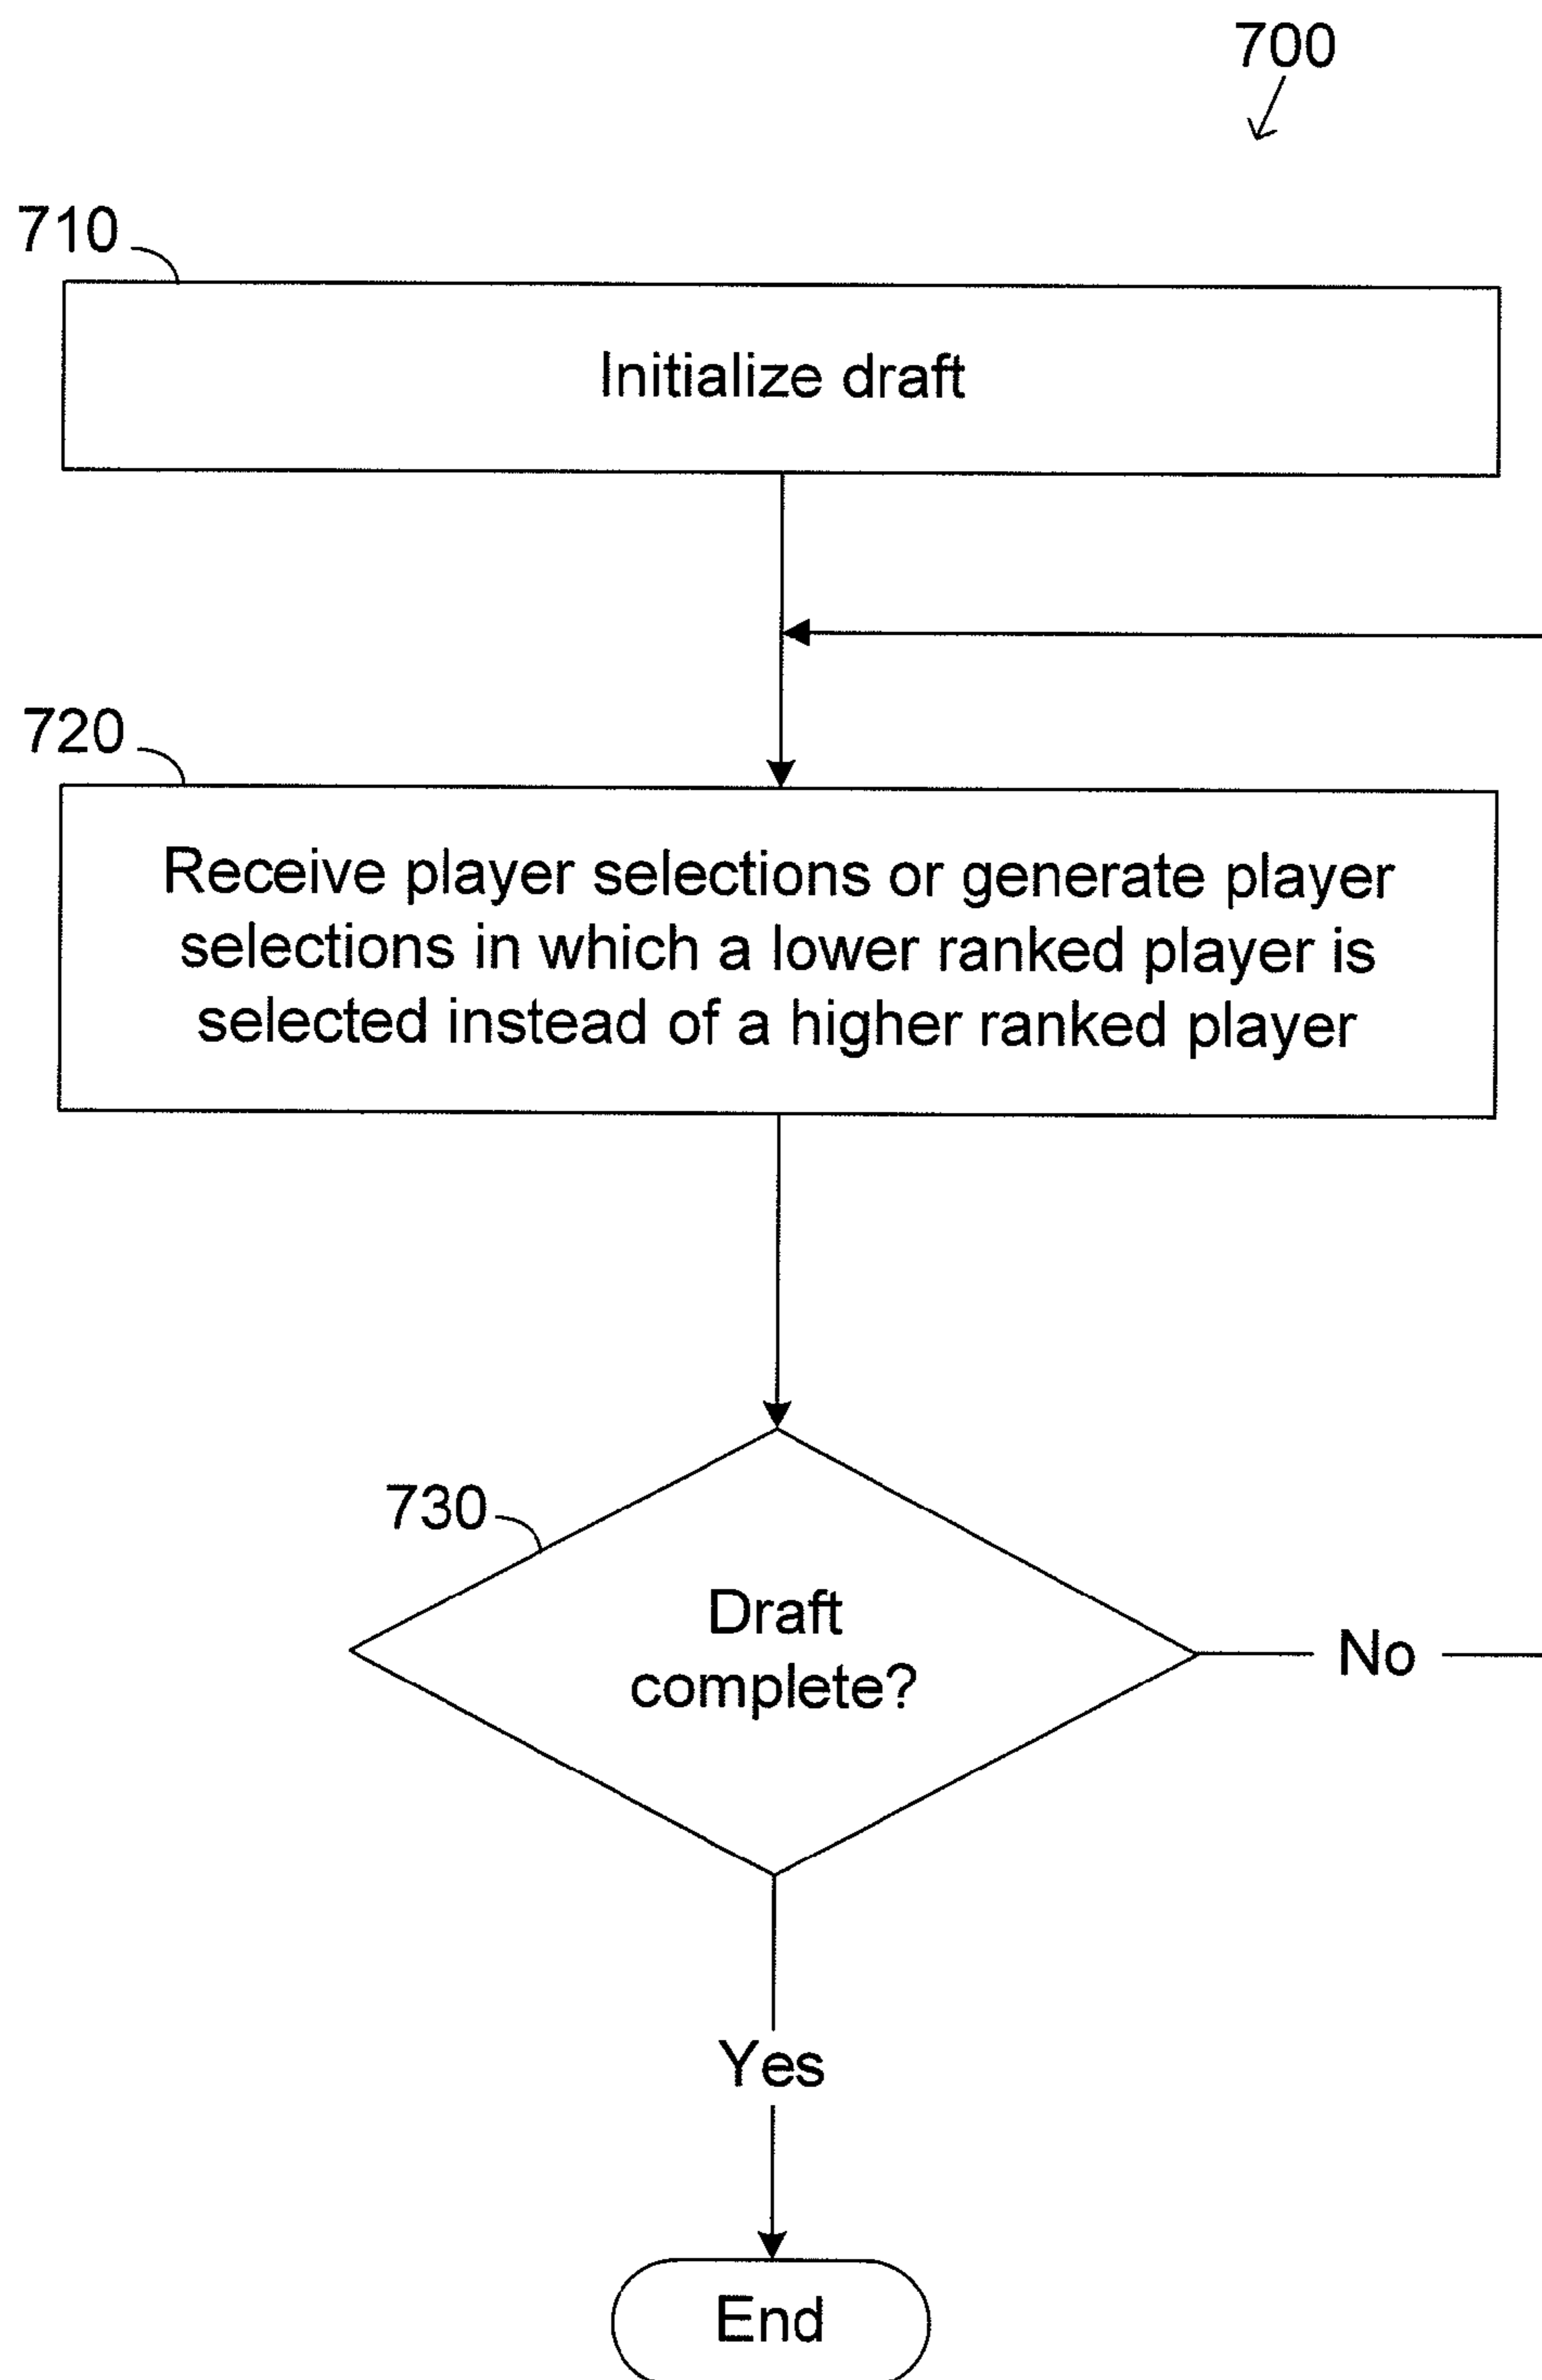 700
710
Initialize draft
720
Receive player selections or generate player
selections in which a lower ranked player is
selected instead of a higher ranked player
730
Draft
complete?
No
Yes
End